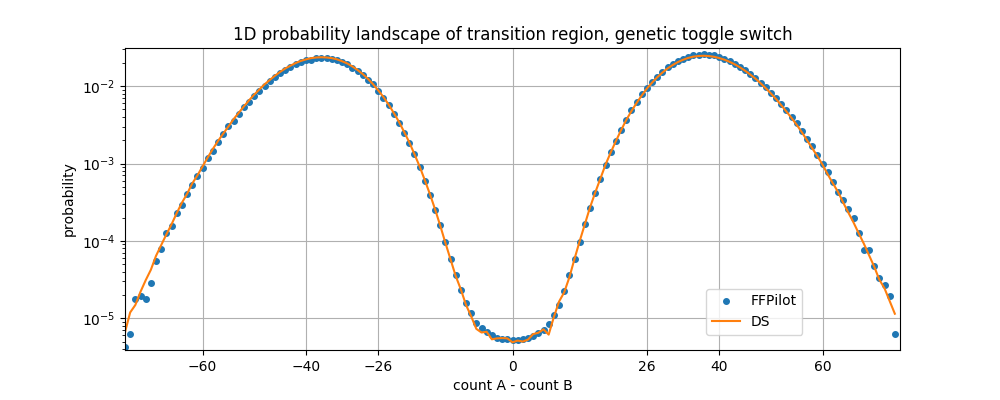 1D probability landscape of transition region, genetic toggle switch
probability
10⁻²
10⁻³
10⁻⁴
10⁻⁵
FFPilot
DS
−60
−40
−26
0
26
40
60
count A - count B